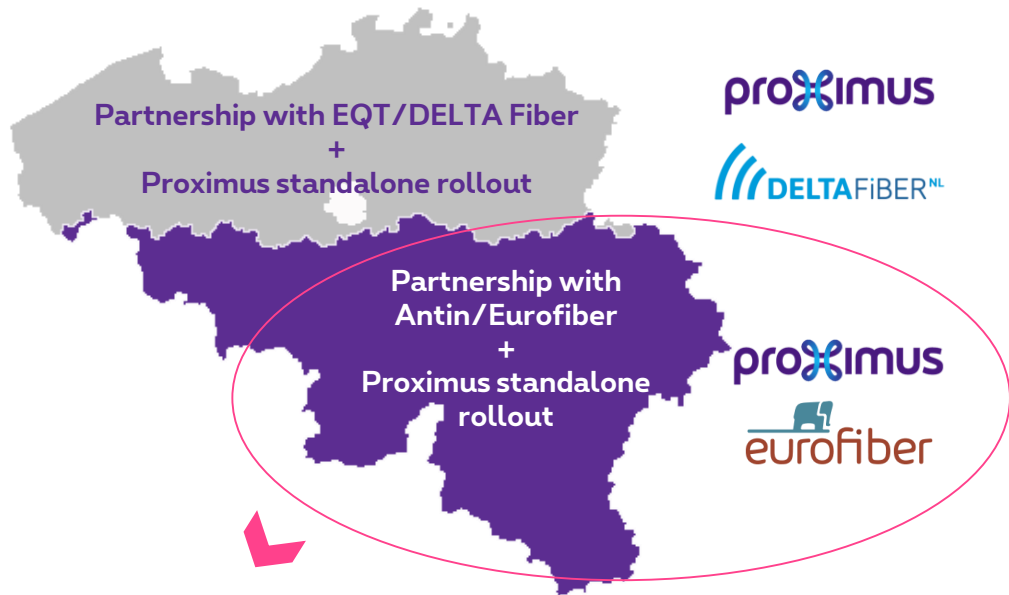 Partnership with EQT/DELTA Fiber
+
Proximus standalone rollout
proximus
DELTAFiBER NL
Partnership with
Antin/Eurofiber
+
Proximus standalone
rollout
proximus
eurofiber